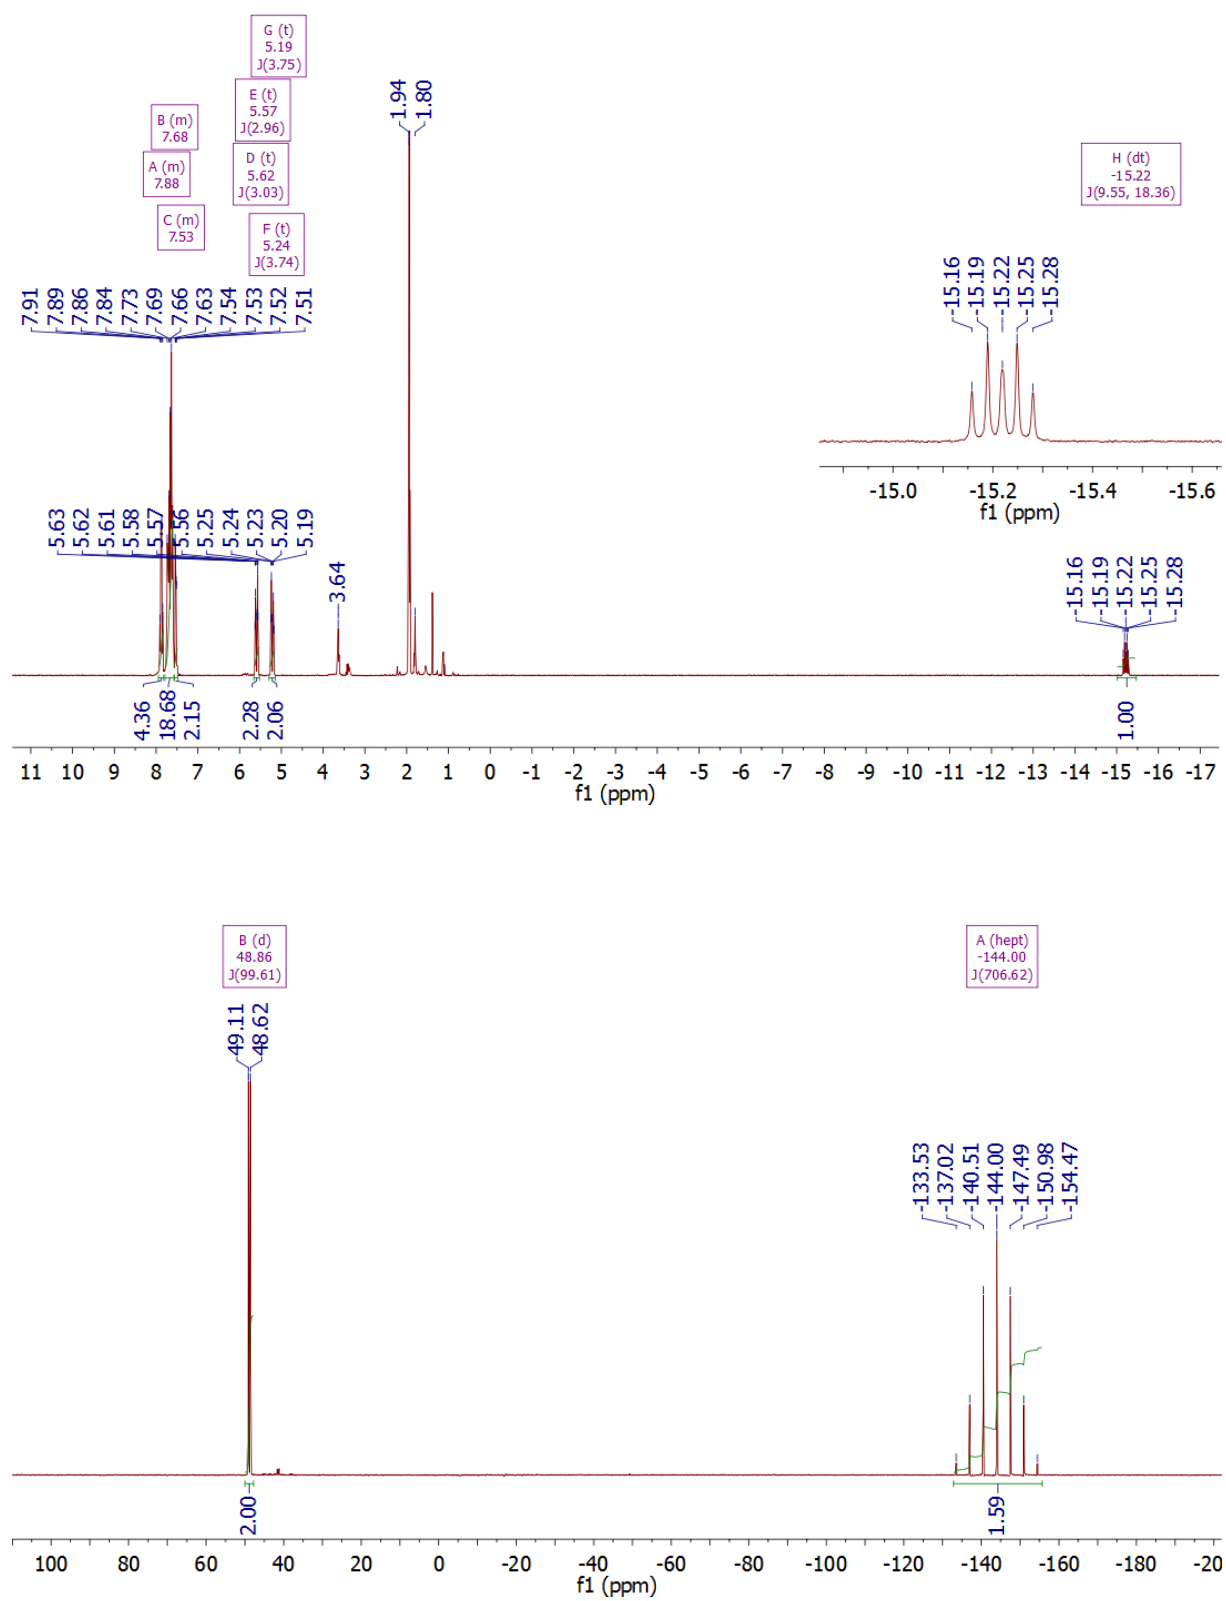 G (t)
5.19
J(3.75)
E (t)
5.57
J(2.96)
B (m)
7.68
D (t)
5.62
J(3.03)
A (m)
7.88
C (m)
7.53
F (t)
5.24
J(3.74)
H (dt)
-15.22
J(9.55, 18.36)
1.94
1.80
7.91
7.89
7.86
7.84
7.73
7.69
7.66
7.63
7.54
7.53
7.52
7.51
-15.16
-15.19
-15.22
-15.25
-15.28
-15.0 -15.2 -15.4 -15.6
f1 (ppm)
5.63
5.62
5.61
5.58
5.57
5.56
5.25
5.24
5.23
5.20
5.19
3.64
-15.16
-15.19
-15.22
-15.25
-15.28
4.36
18.68
2.15
2.28
2.06
1.00
11 10 9 8 7 6 5 4 3 2 1 0 -1 -2 -3 -4 -5 -6 -7 -8 -9 -10 -11 -12 -13 -14 -15 -16 -17
f1 (ppm)
B (d)
48.86
J(99.61)
A (hept)
-144.00
J(706.62)
49.11
48.62
-133.53
-137.02
-140.51
-144.00
-147.49
-150.98
-154.47
2.00
1.59
100 80 60 40 20 0 -20 -40 -60 -80 -100 -120 -140 -160 -180 -20
f1 (ppm)